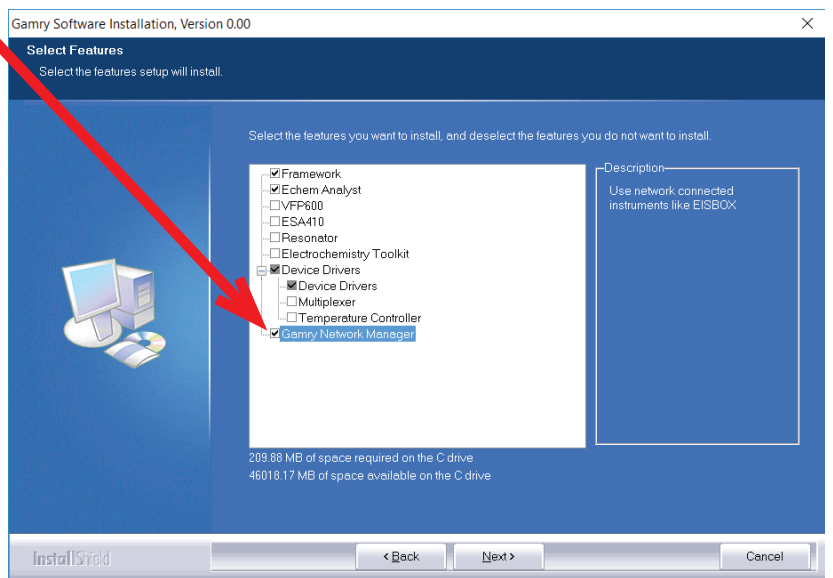 Gamry Software Installation, Version 0.00
Select Features
Select the features setup will install.
Select the features you want to install, and deselect the features you do not want to install.
Framework
Echem Analyst
VFP600
ESA410
Resonator
Electrochemistry Toolkit
Device Drivers
Device Drivers
Multiplexer
Temperature Controller
Gamry Network Manager
Description
Use network connected
instruments like EISBOX
209.88 MB of space required on the C drive
46018.17 MB of space available on the C drive
InstallShield
< Back
Next >
Cancel